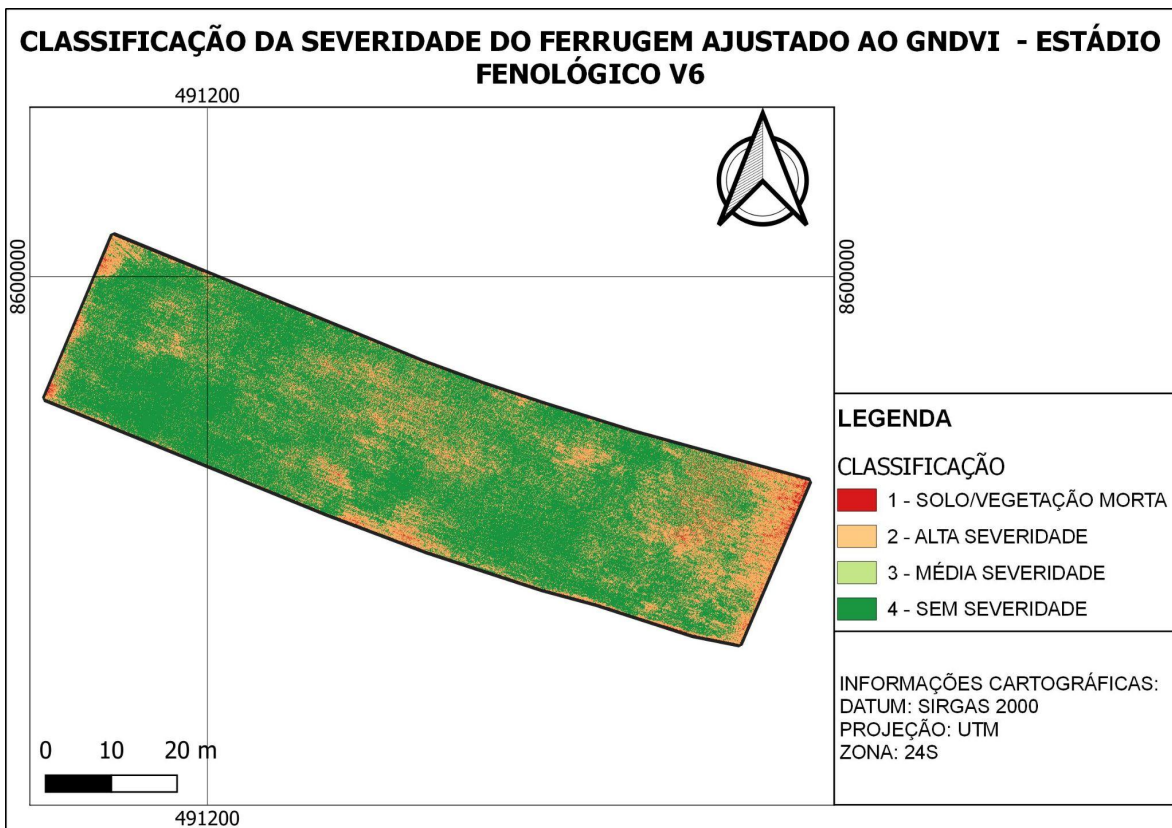 CLASSIFICAÇÃO DA SEVERIDADE DO FERRUGEM AJUSTADO AO GNDVI - ESTÁDIO
FENOLÓGICO V6
491200
8600000
8600000
LEGENDA
CLASSIFICAÇÃO
1 - SOLO/VEGETAÇÃO MORTA
2 - ALTA SEVERIDADE
3 - MÉDIA SEVERIDADE
4 - SEM SEVERIDADE
INFORMAÇÕES CARTOGRÁFICAS:
DATUM: SIRGAS 2000
PROJEÇÃO: UTM
ZONA: 24S
0 10 20 m
491200